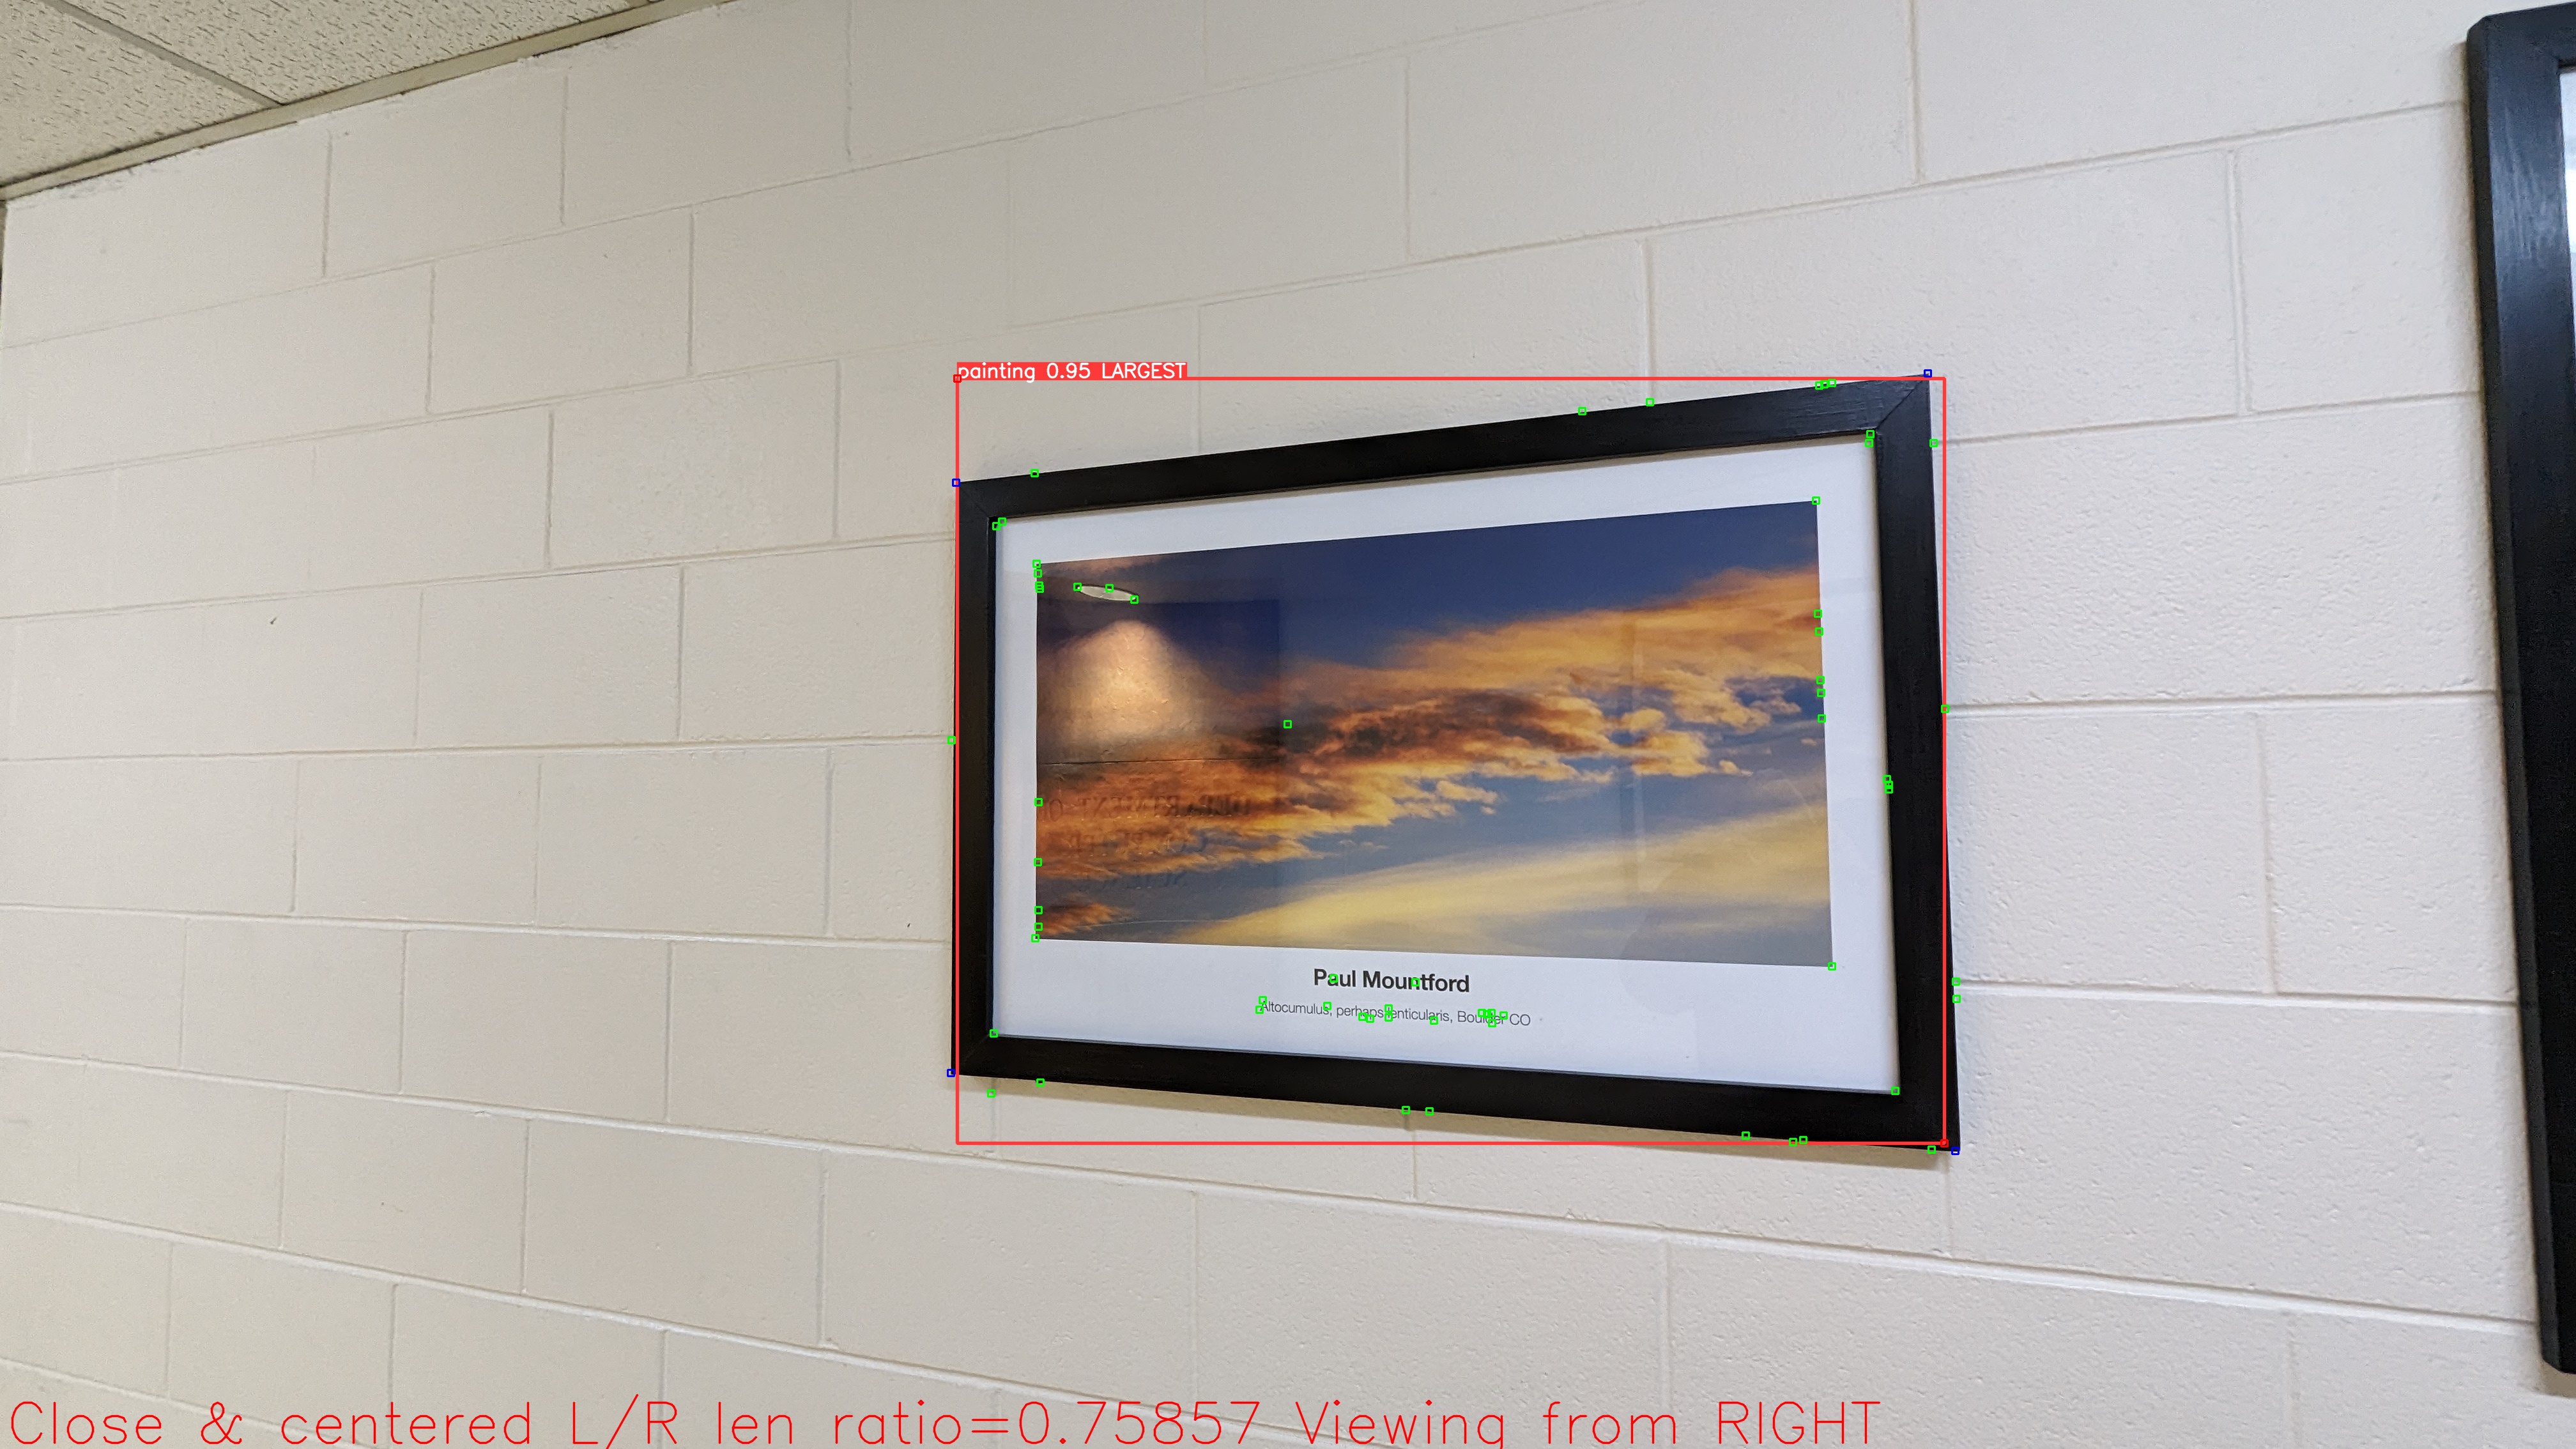 painting 0.95 LARGEST
Paul Mountford
Altocumulus, perhaps lenticularis, Boulder CO
Close & centered L/R len ratio=0.75857 Viewing from RIGHT